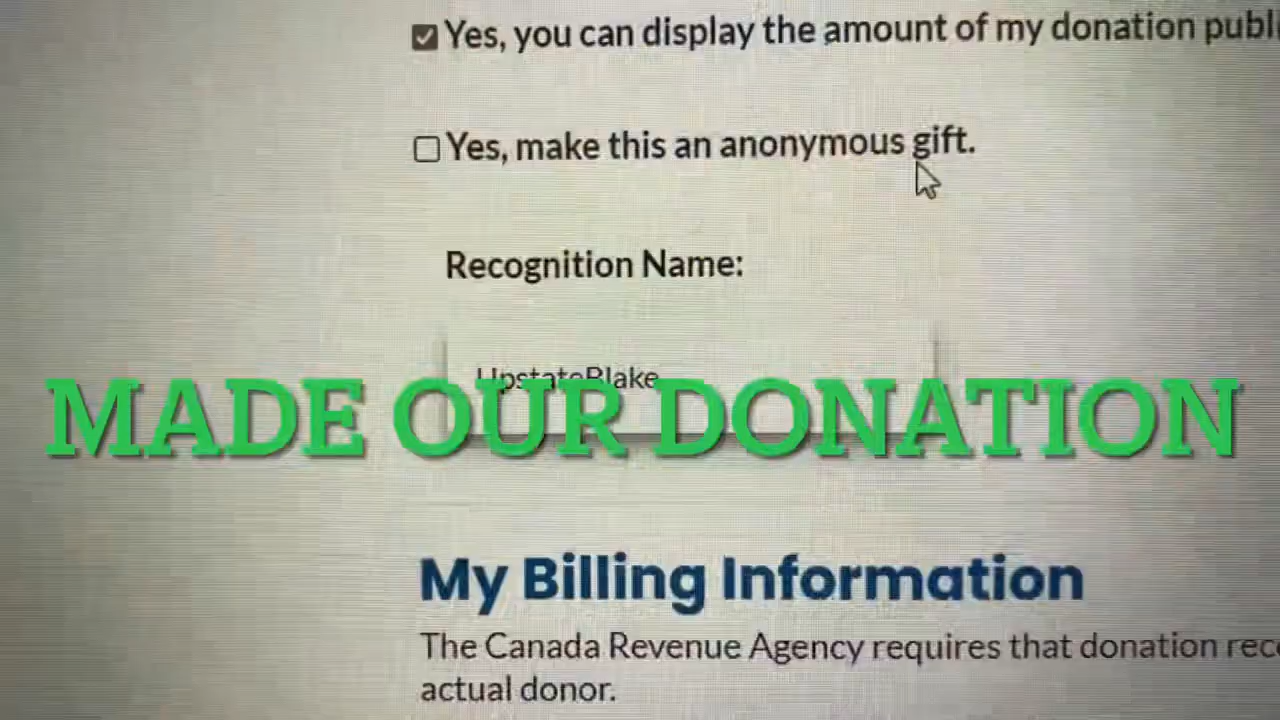 Yes, you can display the amount of my donation publi
Yes, make this an anonymous gift.
Recognition Name:
UpstateBlake
MADE OUR DONATION
My Billing Information
The Canada Revenue Agency requires that donation rec
actual donor.